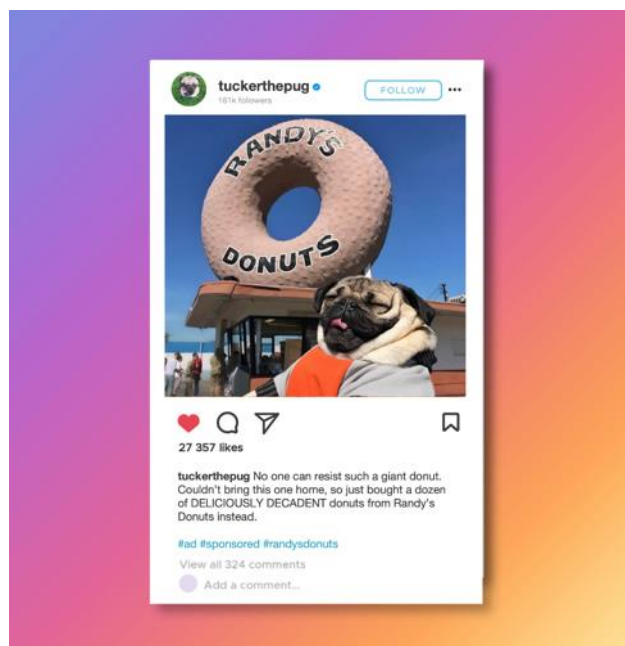 tuckerthepug
161k followers
FOLLOW
RANDY'S
DONUTS
27 357 likes
tuckerthepug No one can resist such a giant donut.
Couldn't bring this one home, so just bought a dozen
of DELICIOUSLY DECADENT donuts from Randy's
Donuts instead.
#ad #sponsored #randysdonuts
View all 324 comments
Add a comment...